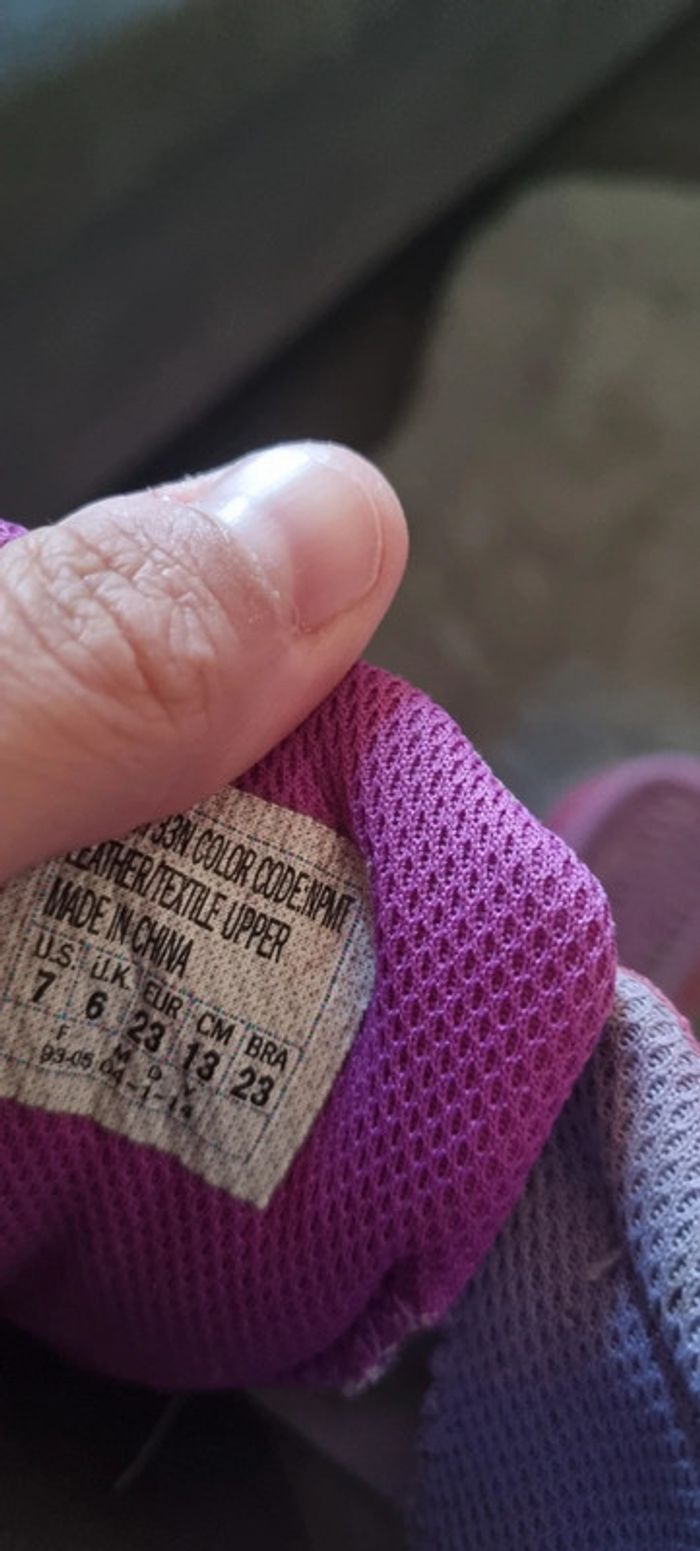 33N COLOR CODE:NPMT
LEATHER/TEXTILE UPPER
MADE IN CHINA
U.S. U.K. EUR CM BRA
7 6 23 13 23
F M D Y
93-05 04-1-14